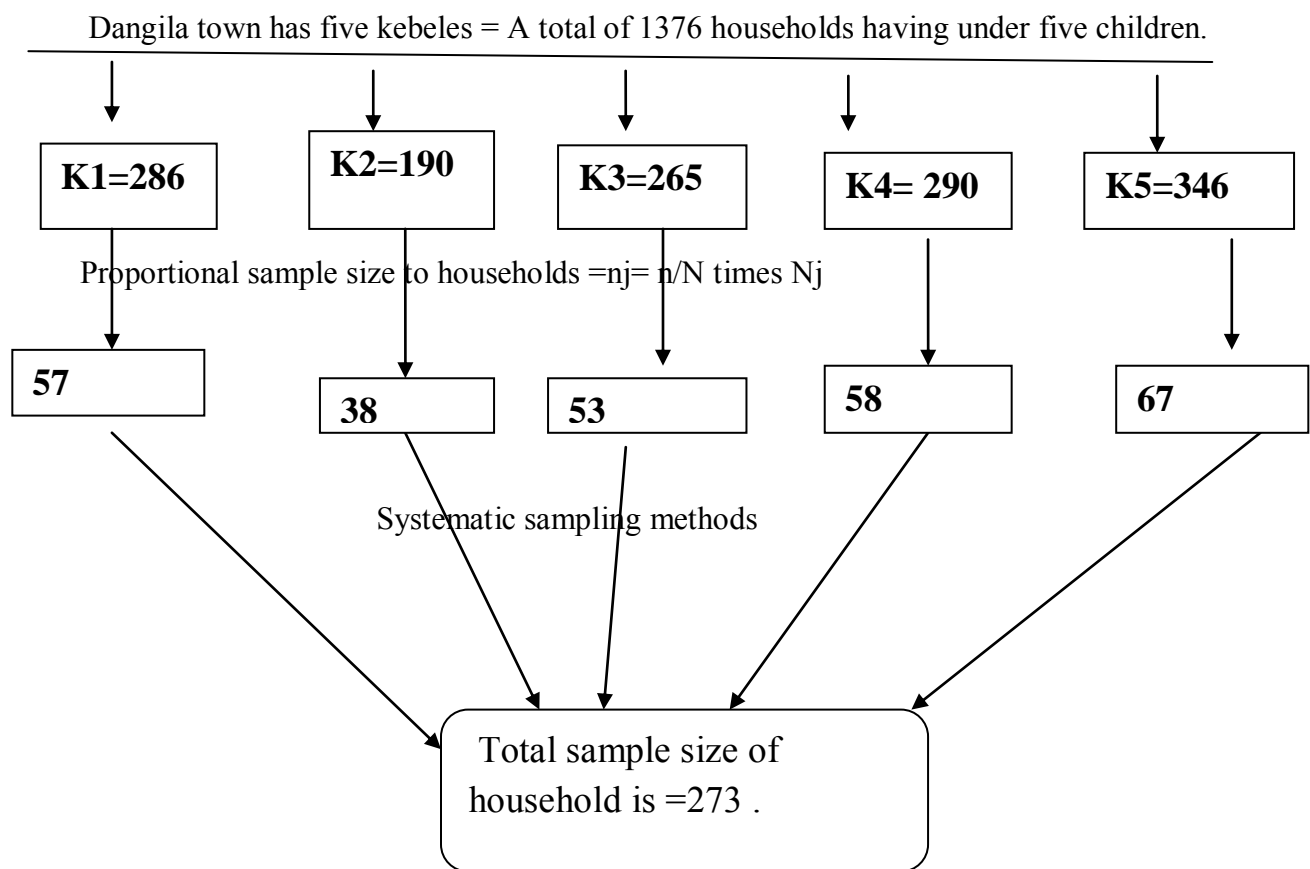 Dangila town has five kebeles = A total of 1376 households having under five children.
K1=286
K2=190
K3=265
K4= 290
K5=346
Proportional sample size to households =nj= n/N times Nj
57
38
53
58
67
Systematic sampling methods
Total sample size of
household is =273 .